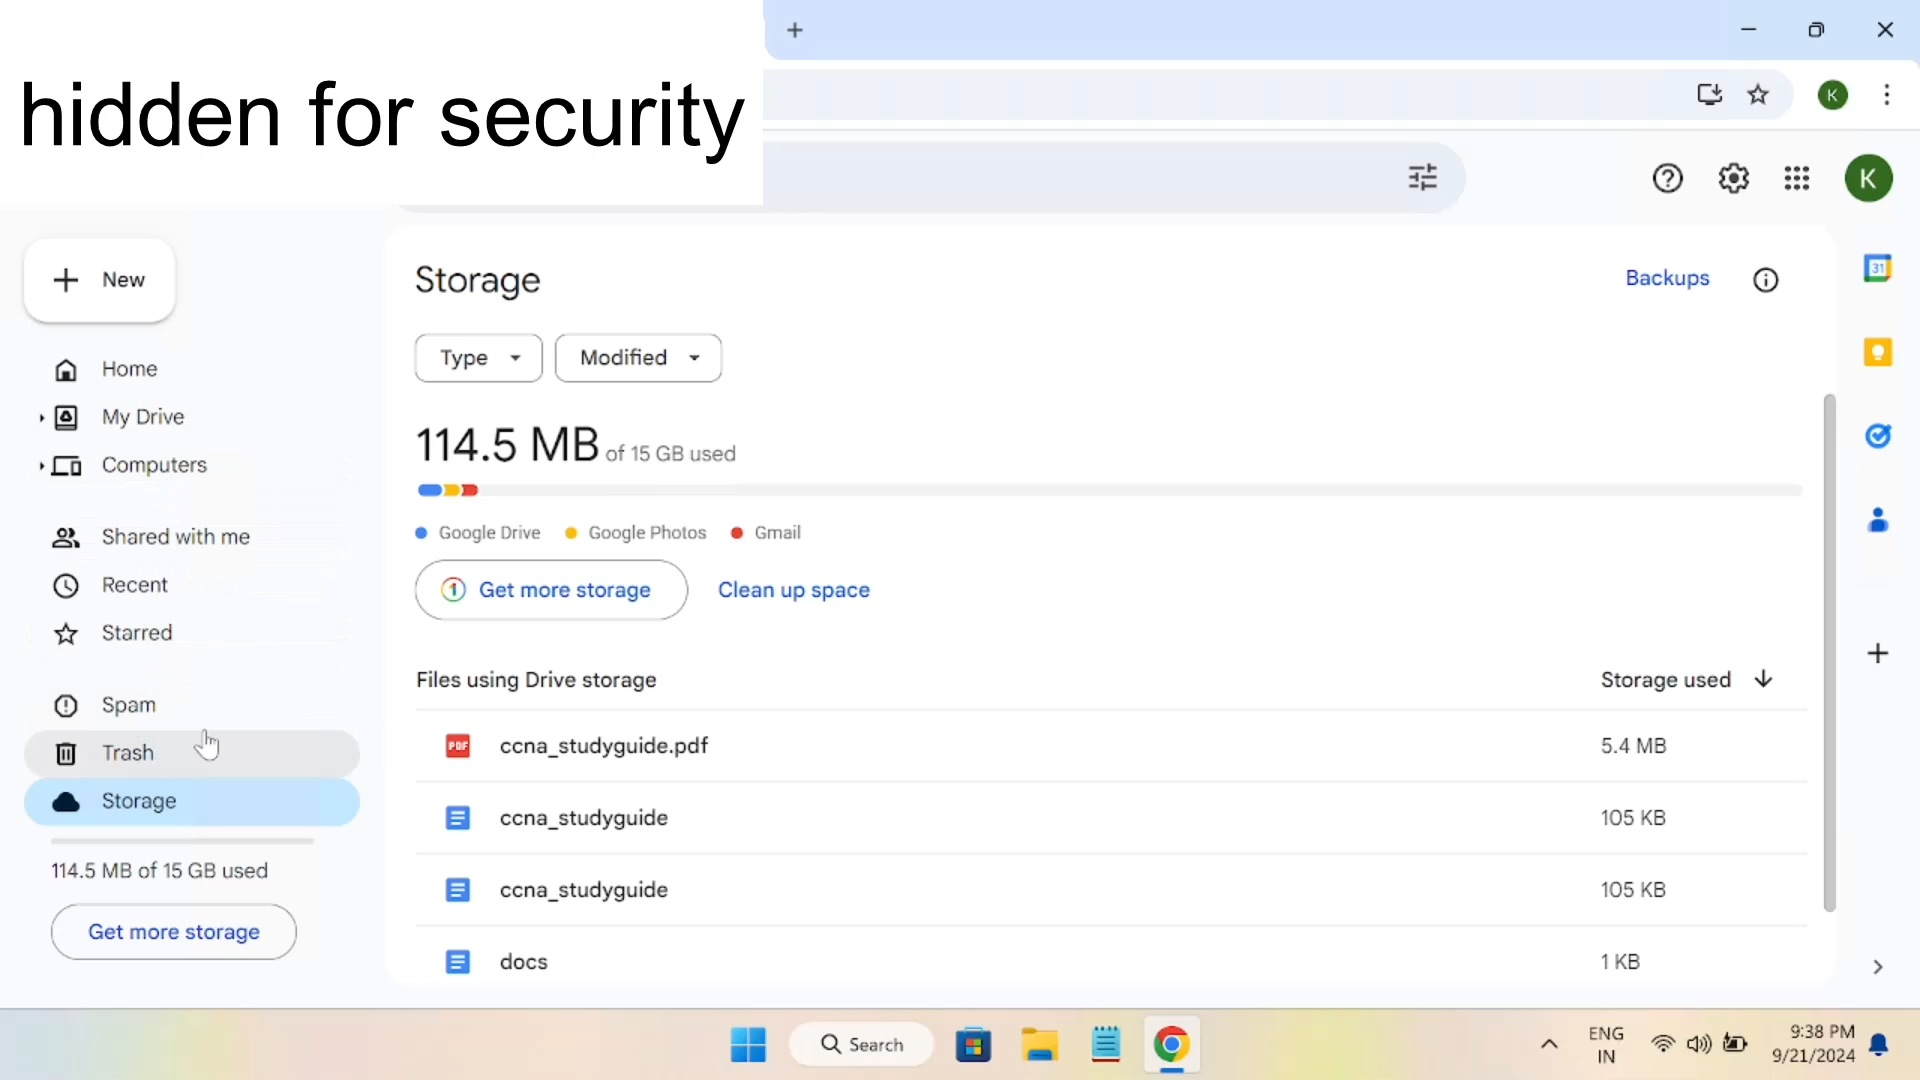 hidden for security
K
K
New
Storage
Backups
Type
Modified
Home
My Drive
Computers
114.5 MB of 15 GB used
Google Drive
Google Photos
Gmail
Shared with me
Recent
Starred
1
Get more storage
Clean up space
Spam
Trash
Storage
Files using Drive storage
Storage used
PDF
ccna_studyguide.pdf
5.4 MB
ccna_studyguide
105 KB
ccna_studyguide
105 KB
docs
1 KB
114.5 MB of 15 GB used
Get more storage
31
Search
ENG
IN
9:38 PM
9/21/2024